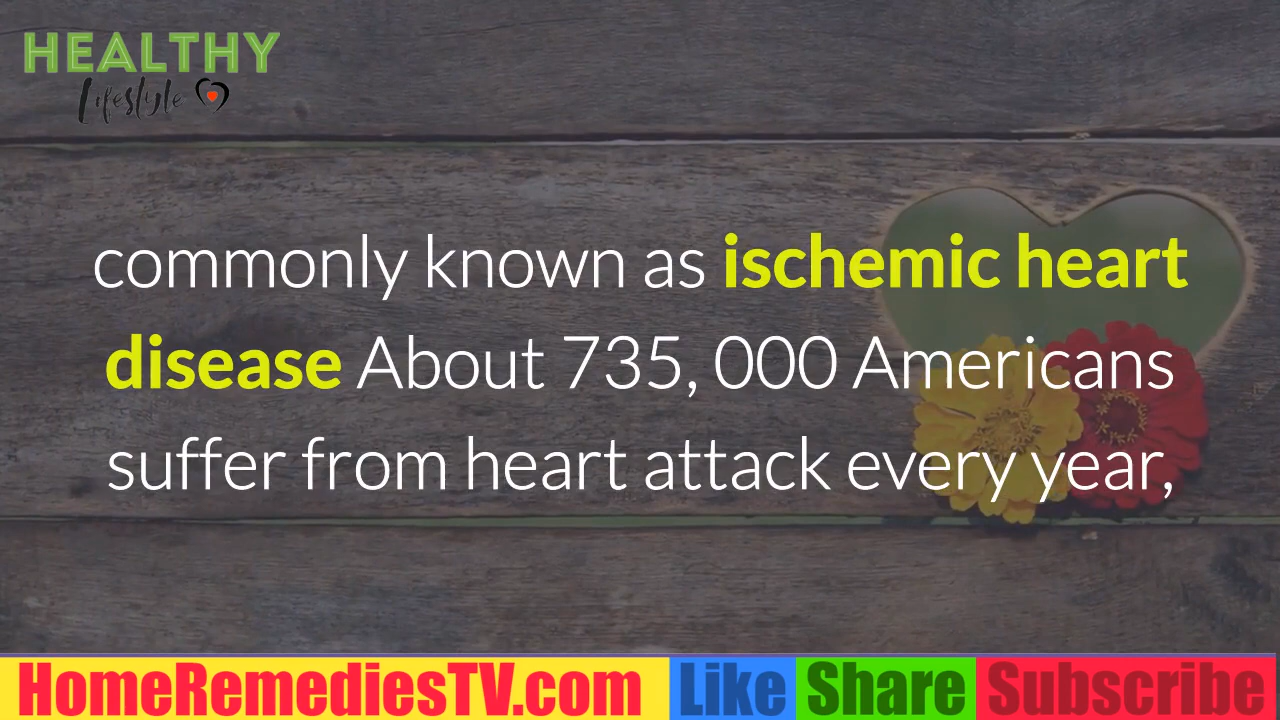 HEALTHY
Lifestyle
commonly known as ischemic heart
disease About 735, 000 Americans
suffer from heart attack every year,
HomeRemediesTV.com Like Share Subscribe